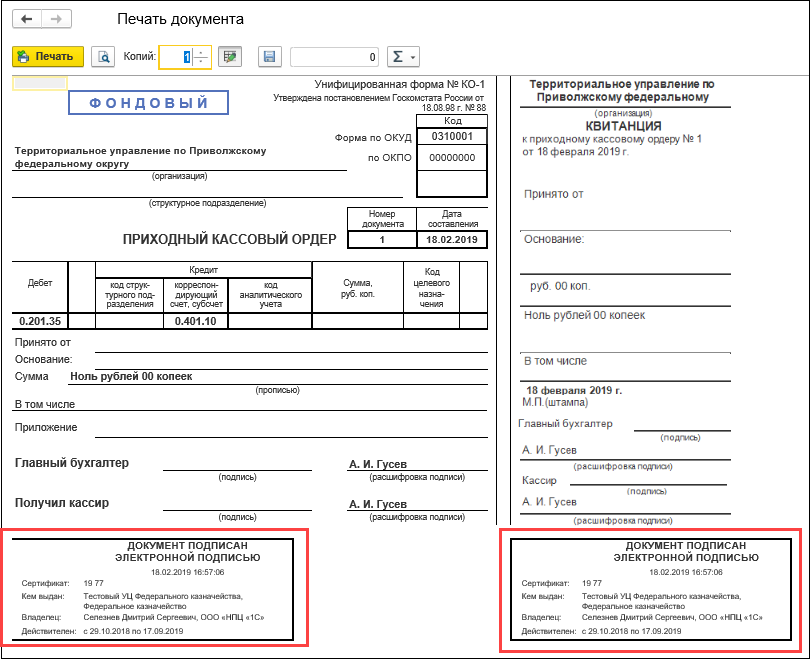 Печать документа
Печать
Копий:
1
0
Σ
ФОНДОВЫЙ
Унифицированная форма № КО-1
Утверждена постановлением Госкомстата России от
18.08.98 г. № 88
Код
Форма по ОКУД 0310001
Территориальное управление по Приволжскому
федеральному округу
по ОКПО 00000000
(организация)
(структурное подразделение)
Номер
документа
Дата
составления
ПРИХОДНЫЙ КАССОВЫЙ ОРДЕР
1 18.02.2019
Дебет
Кредит
код струк-
турного под-
разделения
корреспон-
дирующий
счет, субсчет
код
аналитического
учета
Сумма,
руб. коп.
Код
целевого
назна-
чения
0.201.35 0.401.10
Принято от
Основание:
Сумма Ноль рублей 00 копеек
(прописью)
В том числе
Приложение
Главный бухгалтер А. И. Гусев
(подпись) (расшифровка подписи)
Получил кассир А. И. Гусев
(подпись) (расшифровка подписи)
ДОКУМЕНТ ПОДПИСАН
ЭЛЕКТРОННОЙ ПОДПИСЬЮ
18.02.2019 16:57:06
Сертификат: 19 77
Кем выдан: Тестовый УЦ Федерального казначейства,
Федеральное казначейство
Владелец: Селезнев Дмитрий Сергеевич, ООО «НПЦ «1С»
Действителен: с 29.10.2018 по 17.09.2019
Территориальное управление по
Приволжскому федеральному
(организация)
КВИТАНЦИЯ
к приходному кассовому ордеру № 1
от 18 февраля 2019 г.
Принято от
Основание:
руб. 00 коп.
Ноль рублей 00 копеек
В том числе
18 февраля 2019 г.
М.П.(штампа)
Главный бухгалтер
(подпись)
А. И. Гусев
(расшифровка подписи)
Кассир
(подпись)
А. И. Гусев
(расшифровка подписи)
ДОКУМЕНТ ПОДПИСАН
ЭЛЕКТРОННОЙ ПОДПИСЬЮ
18.02.2019 16:57:06
Сертификат: 19 77
Кем выдан: Тестовый УЦ Федерального казначейства,
Федеральное казначейство
Владелец: Селезнев Дмитрий Сергеевич, ООО «НПЦ «1С»
Действителен: с 29.10.2018 по 17.09.2019